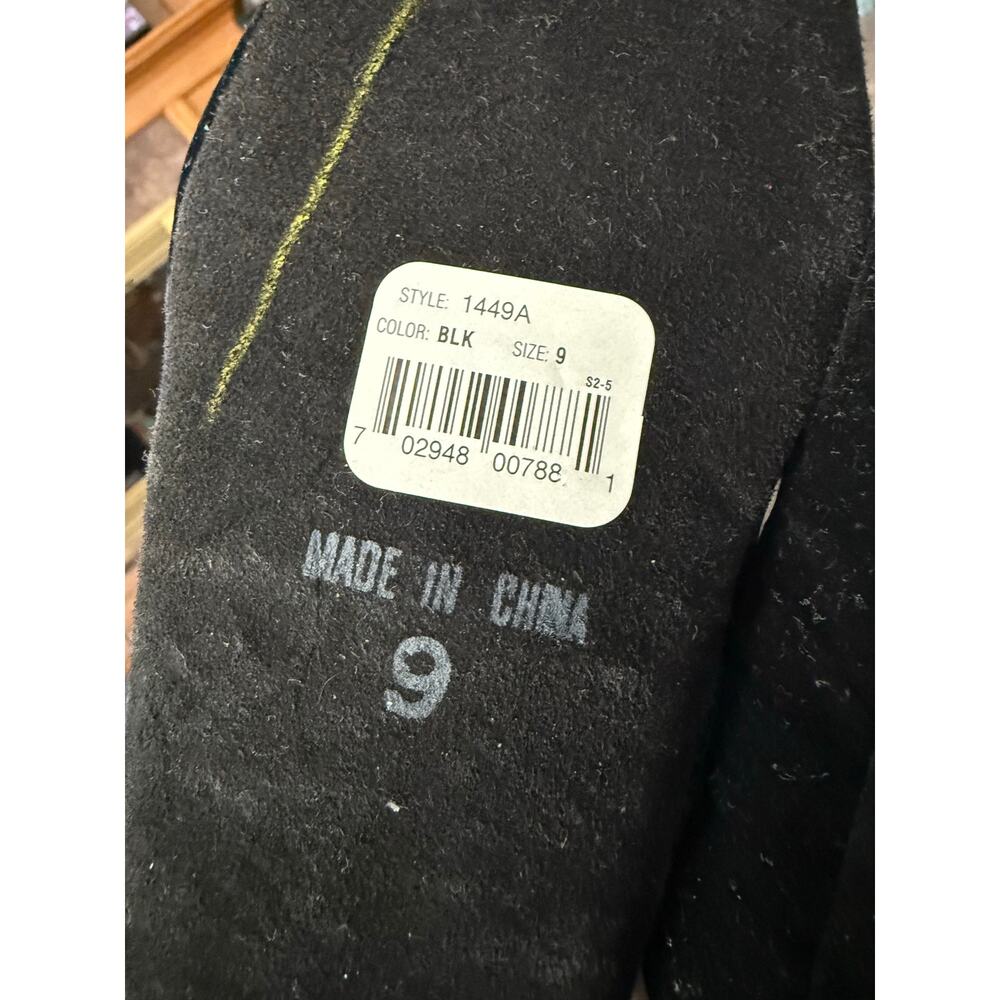 STYLE: 1449A
COLOR: BLK SIZE: 9
S2-5
7 02948 00788 1
MADE IN CHINA
9